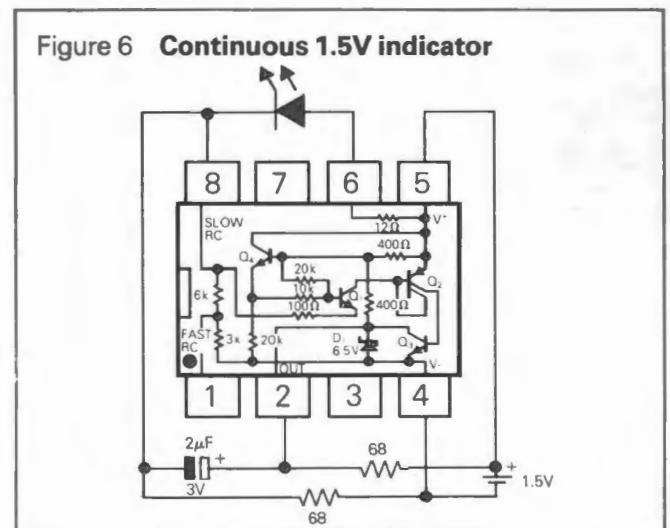 Figure 6 Continuous 1.5V indicator
8 7 6 5
SLOW
RC
V+
12Ω
400Ω
Q4
20k
10k
100Ω
Q1
Q2
6k
400Ω
FAST
RC
3k
20k
D1
6.5V
Q3
OUT
V-
1 2 3 4
2µF
+
3V
68
+
1.5V
68